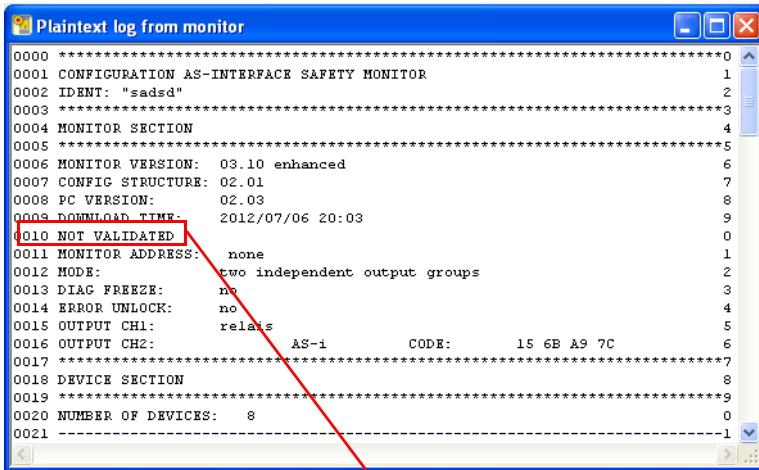 Plaintext log from monitor
0000 **************************************************************************0
0001 CONFIGURATION AS-INTERFACE SAFETY MONITOR 1
0002 IDENT: "sadsd" 2
0003 **************************************************************************3
0004 MONITOR SECTION 4
0005 **************************************************************************5
0006 MONITOR VERSION: 03.10 enhanced 6
0007 CONFIG STRUCTURE: 02.01 7
0008 PC VERSION: 02.03 8
0009 DOWNLOAD TIME: 2012/07/06 20:03 9
0010 NOT VALIDATED 0
0011 MONITOR ADDRESS: none 1
0012 MODE: two independent output groups 2
0013 DIAG FREEZE: no 3
0014 ERROR UNLOCK: no 4
0015 OUTPUT CH1: relais 5
0016 OUTPUT CH2: AS-i CODE: 15 6B A9 7C 6
0017 **************************************************************************7
0018 DEVICE SECTION 8
0019 **************************************************************************9
0020 NUMBER OF DEVICES: 8 0
0021 --------------------------------------------------------------------------1